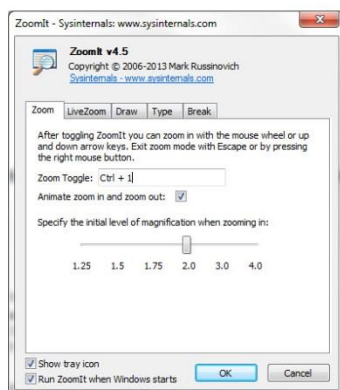 ZoomIt - Sysinternals: www.sysinternals.com
ZoomIt v4.5
Copyright © 2006-2013 Mark Russinovich
Sysinternals - www.sysinternals.com
Zoom LiveZoom Draw Type Break
After toggling ZoomIt you can zoom in with the mouse wheel or up
and down arrow keys. Exit zoom mode with Escape or by pressing
the right mouse button.
Zoom Toggle: Ctrl + 1
Animate zoom in and zoom out:
Specify the initial level of magnification when zooming in:
1.25 1.5 1.75 2.0 3.0 4.0
Show tray icon
Run ZoomIt when Windows starts OK Cancel